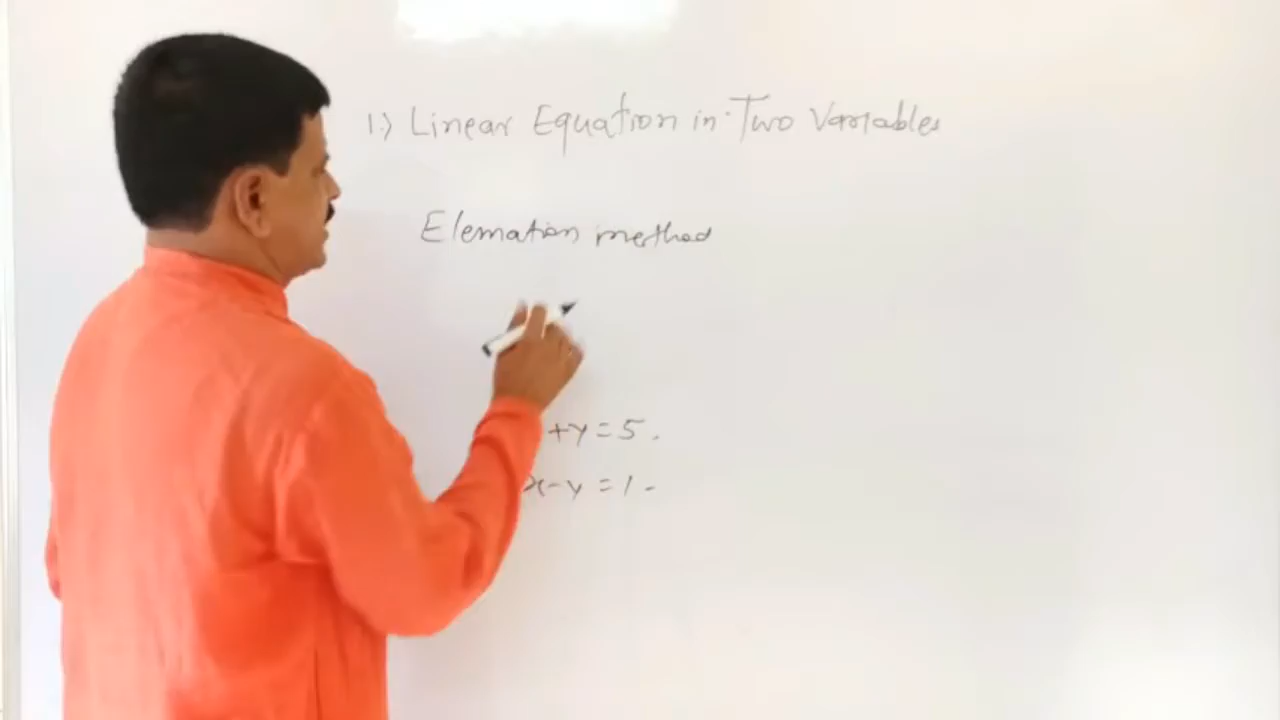 1:) Linear Equation in Two Variables
Elemation method
+y=5.
x-y=1-